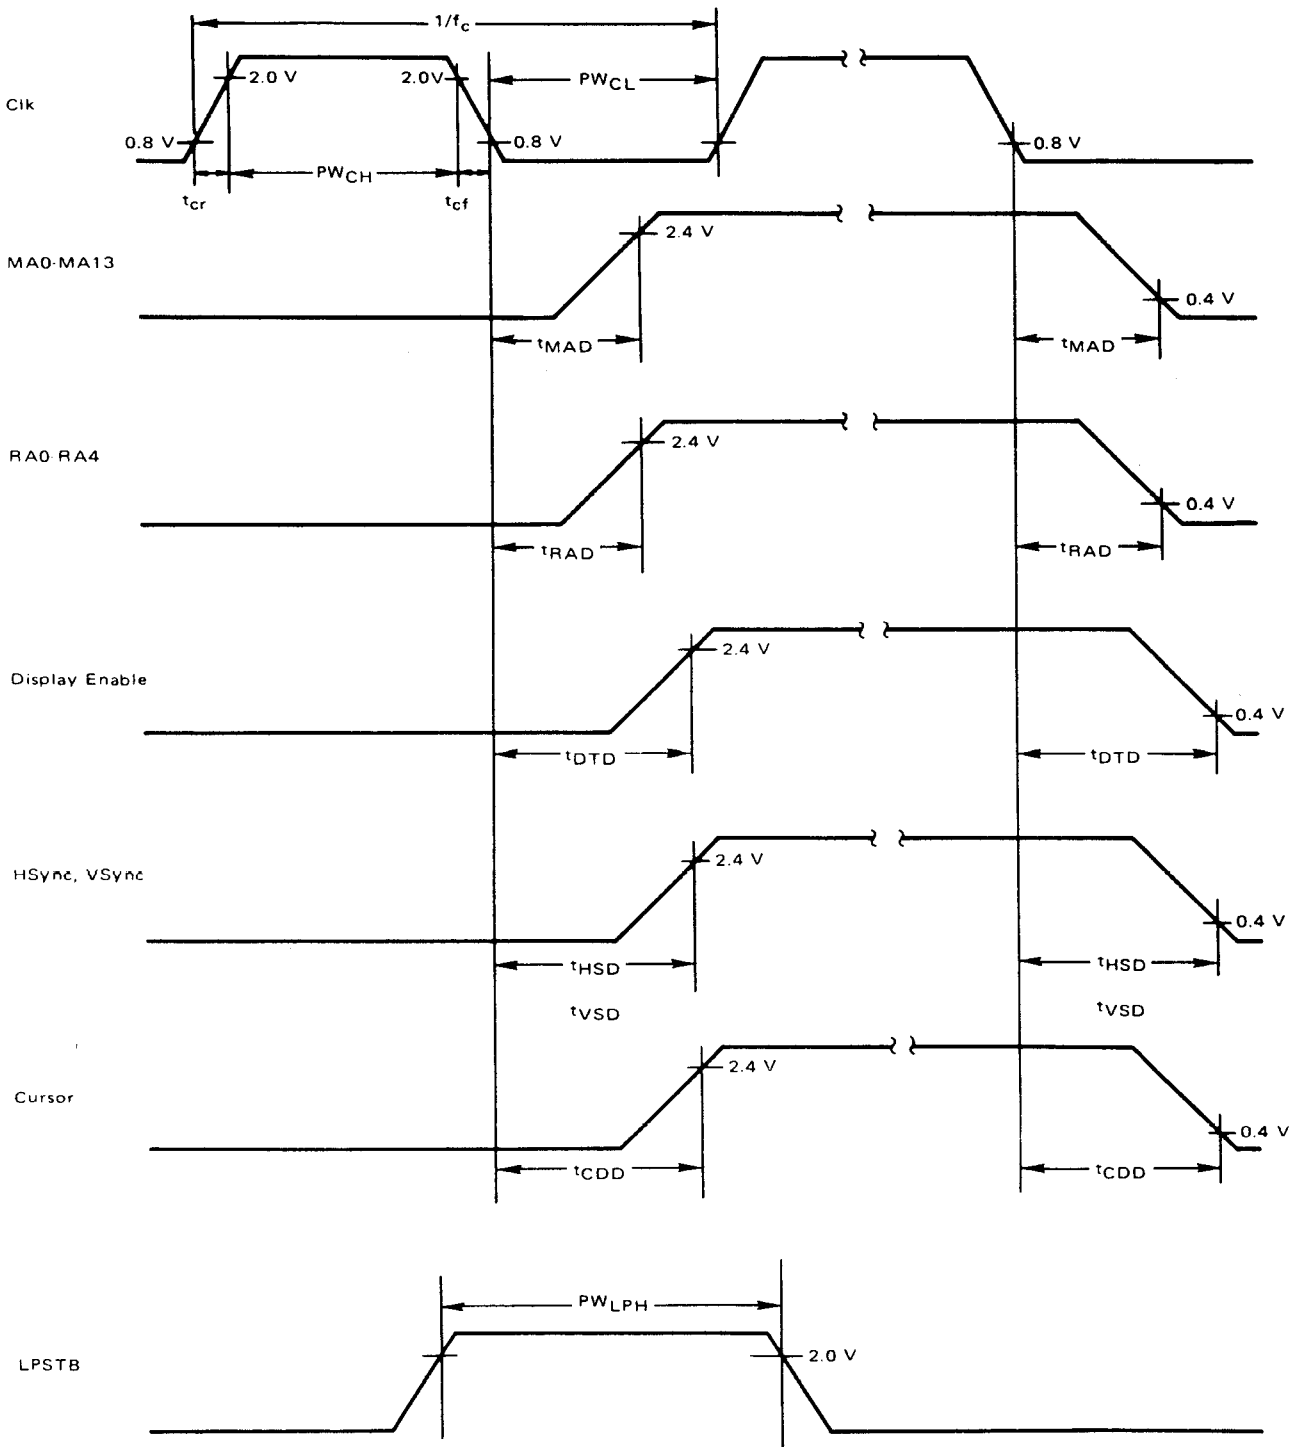 1/fc
2.0 V
2.0V
PWCL
Clk
0.8 V
0.8 V
0.8 V
PWCH
tcr
tcf
2.4 V
MA0-MA13
0.4 V
tMAD
tMAD
2.4 V
RA0-RA4
0.4 V
tRAD
tRAD
2.4 V
Display Enable
0.4 V
tDTD
tDTD
2.4 V
HSync, VSync
0.4 V
tHSD
tHSD
tVSD
tVSD
2.4 V
Cursor
0.4 V
tCDD
tCDD
PWLPH
LPSTB
2.0 V